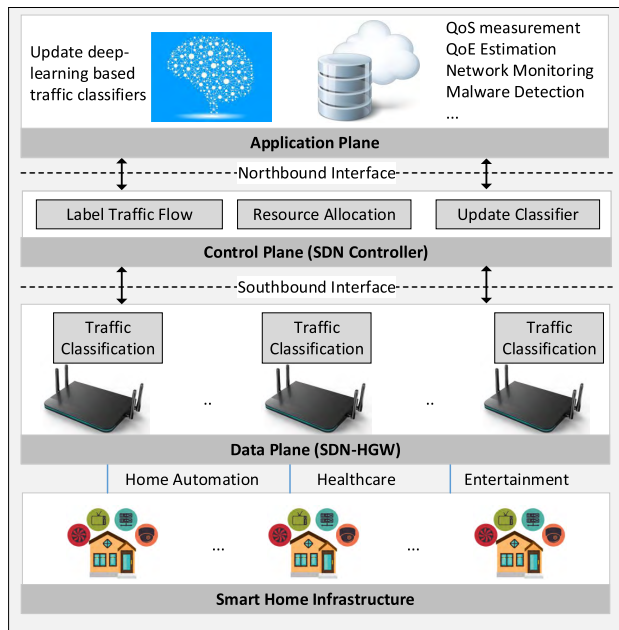 Update deep-
learning based
traffic classifiers
QoS measurement
QoE Estimation
Network Monitoring
Malware Detection
...
Application Plane
Northbound Interface
Label Traffic Flow
Resource Allocation
Update Classifier
Control Plane (SDN Controller)
Southbound Interface
Traffic
Classification
Traffic
Classification
Traffic
Classification
..
..
Data Plane (SDN-HGW)
Home Automation
Healthcare
Entertainment
...
...
Smart Home Infrastructure